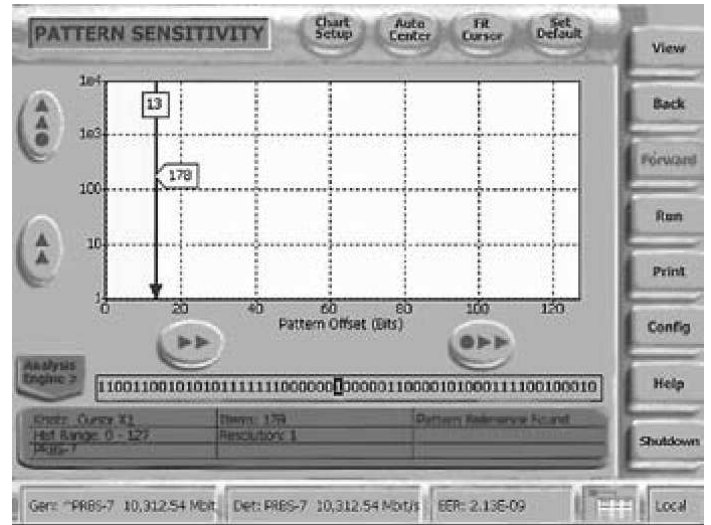 PATTERN SENSITIVITY
Chart Setup
Auto Center
Fit Cursor
Set Default
View
Back
Forward
Run
Print
Config
Help
Shutdown
1e4
1e3
100
10
1
13
178
0 20 40 60 80 100 120
Pattern Offset (Bits)
Analysis Engine >
Cursor X1
Items: 178
Pattern Reference Found
Hst Range: 0 - 127
Resolution: 1
PRBS-7
Gen: ^PRBS-7 10,312.54 Mbit
Det: PRBS-7 10,312.54 Mbit/s
BER: 2.13E-09
Local